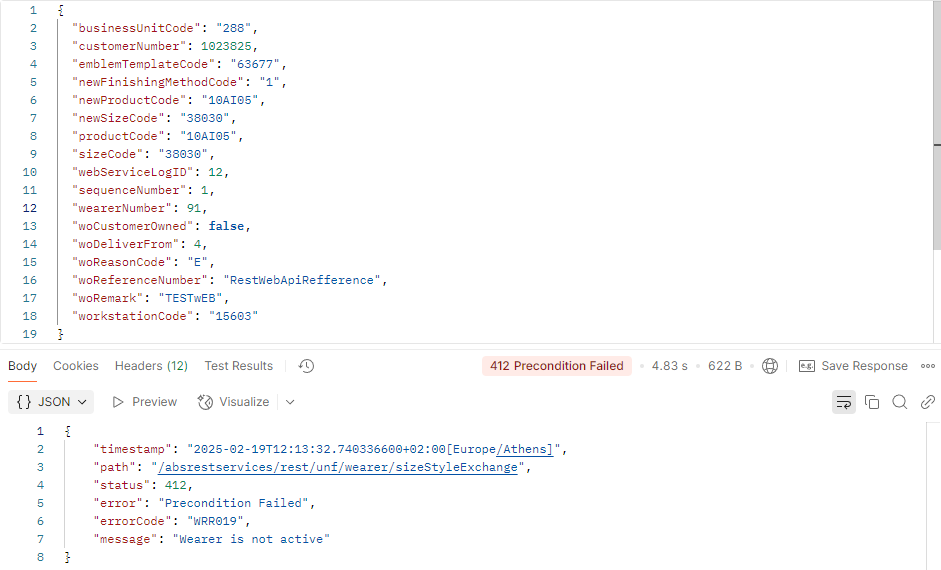 1 {
2 "businessUnitCode": "288",
3 "customerNumber": 1023825,
4 "emblemTemplateCode": "63677",
5 "newFinishingMethodCode": "1",
6 "newProductCode": "10AI05",
7 "newSizeCode": "38030",
8 "productCode": "10AI05",
9 "sizeCode": "38030",
10 "webServiceLogID": 12,
11 "sequenceNumber": 1,
12 "wearerNumber": 91,
13 "woCustomerOwned": false,
14 "woDeliverFrom": 4,
15 "woReasonCode": "E",
16 "woReferenceNumber": "RestWebApiRefference",
17 "woRemark": "TESTwEB",
18 "workstationCode": "15603"
19 }
Body Cookies Headers (12) Test Results 412 Precondition Failed • 4.83 s • 622 B • e.g. Save Response
{} JSON Preview Visualize
1 {
2 "timestamp": "2025-02-19T12:13:32.740336600+02:00[Europe/Athens]",
3 "path": "/absrestservices/rest/unf/wearer/sizeStyleExchange",
4 "status": 412,
5 "error": "Precondition Failed",
6 "errorCode": "WRR019",
7 "message": "Wearer is not active"
8 }